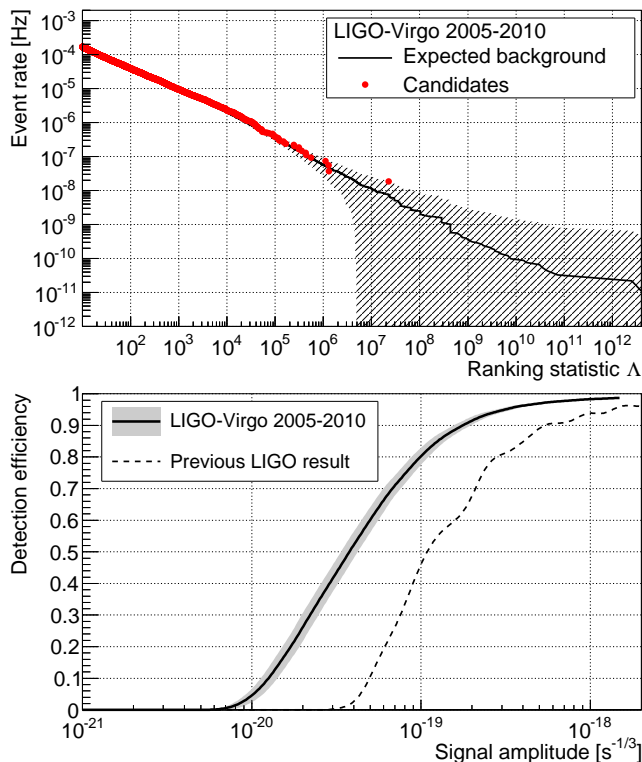 LIGO-Virgo 2005-2010
Expected background
Candidates
Event rate [Hz]
10^-3
10^-4
10^-5
10^-6
10^-7
10^-8
10^-9
10^-10
10^-11
10^-12
10^2 10^3 10^4 10^5 10^6 10^7 10^8 10^9 10^10 10^11 10^12
Ranking statistic Λ
LIGO-Virgo 2005-2010
Previous LIGO result
Detection efficiency
1
0.9
0.8
0.7
0.6
0.5
0.4
0.3
0.2
0.1
0
10^-21 10^-20 10^-19 10^-18
Signal amplitude [s^-1/3]